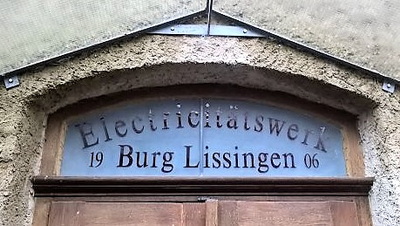 Electricitätswerk
19 Burg Lissingen 06